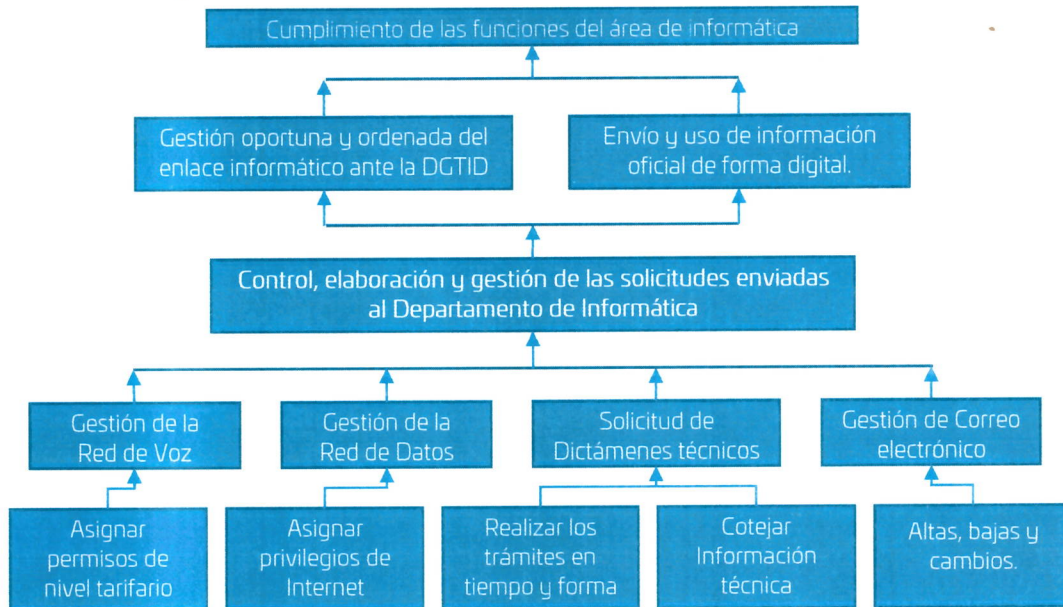 Cumplimiento de las funciones del área de informática
Gestión oportuna y ordenada del
enlace informático ante la DGTID
Envío y uso de información
oficial de forma digital.
Control, elaboración y gestión de las solicitudes enviadas
al Departamento de Informática
Gestión de la
Red de Voz
Gestión de la
Red de Datos
Solicitud de
Dictámenes técnicos
Gestión de Correo
electrónico
Asignar
permisos de
nivel tarifario
Asignar
privilegios de
Internet
Realizar los
trámites en
tiempo y forma
Cotejar
Información
técnica
Altas, bajas y
cambios.